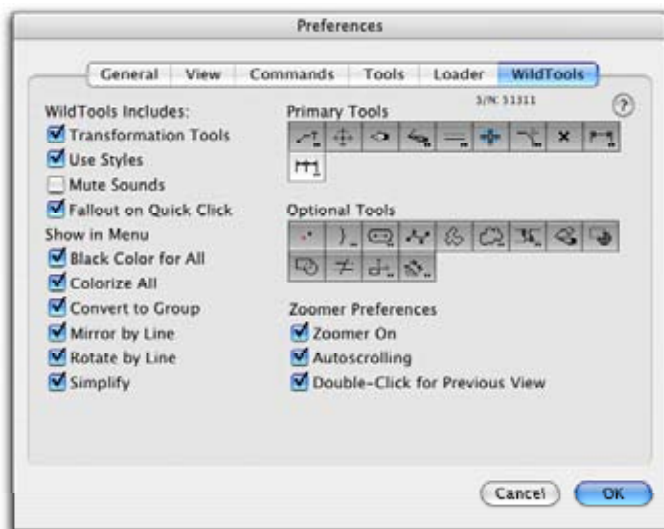 Preferences
General View Commands Tools Loader WildTools
S/N: 51311
?
WildTools Includes:
Transformation Tools
Use Styles
Mute Sounds
Fallout on Quick Click
Show in Menu
Black Color for All
Colorize All
Convert to Group
Mirror by Line
Rotate by Line
Simplify
Primary Tools
Optional Tools
Zoomer Preferences
Zoomer On
Autoscrolling
Double-Click for Previous View
Cancel OK